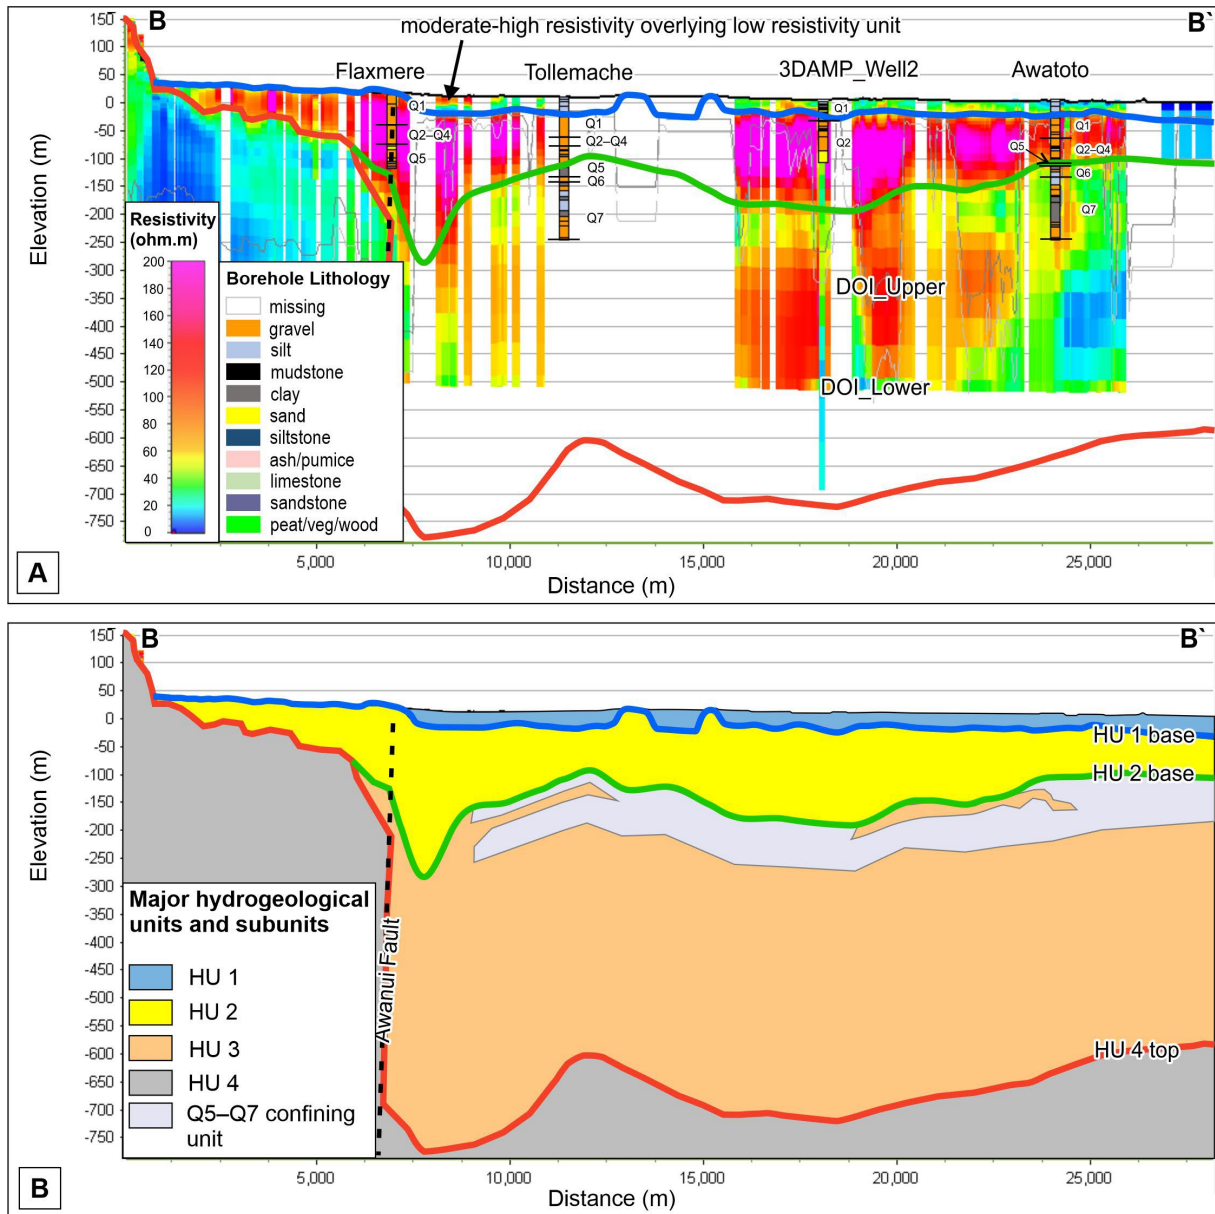 B
B`
moderate-high resistivity overlying low resistivity unit
Flaxmere
Tollemache
3DAMP_Well2
Awatoto
150
100
50
0
-50
-100
-150
-200
-250
-300
-350
-400
-450
-500
-550
-600
-650
-700
-750
Elevation (m)
Q1
Q2–Q4
Q5
Q1
Q2–Q4
Q5
Q6
Q7
Q1
Q2
Q1
Q2–Q4
Q5
Q6
Q7
DOI_Upper
DOI_Lower
Resistivity
(ohm.m)
200
180
160
140
120
100
80
60
40
20
0
Borehole Lithology
missing
gravel
silt
mudstone
clay
sand
siltstone
ash/pumice
limestone
sandstone
peat/veg/wood
5,000
10,000
15,000
20,000
25,000
Distance (m)
A
B
B`
150
100
50
0
-50
-100
-150
-200
-250
-300
-350
-400
-450
-500
-550
-600
-650
-700
-750
Elevation (m)
HU 1 base
HU 2 base
HU 4 top
Awanui Fault
Major hydrogeological
units and subunits
HU 1
HU 2
HU 3
HU 4
Q5–Q7 confining
unit
5,000
10,000
15,000
20,000
25,000
Distance (m)
B